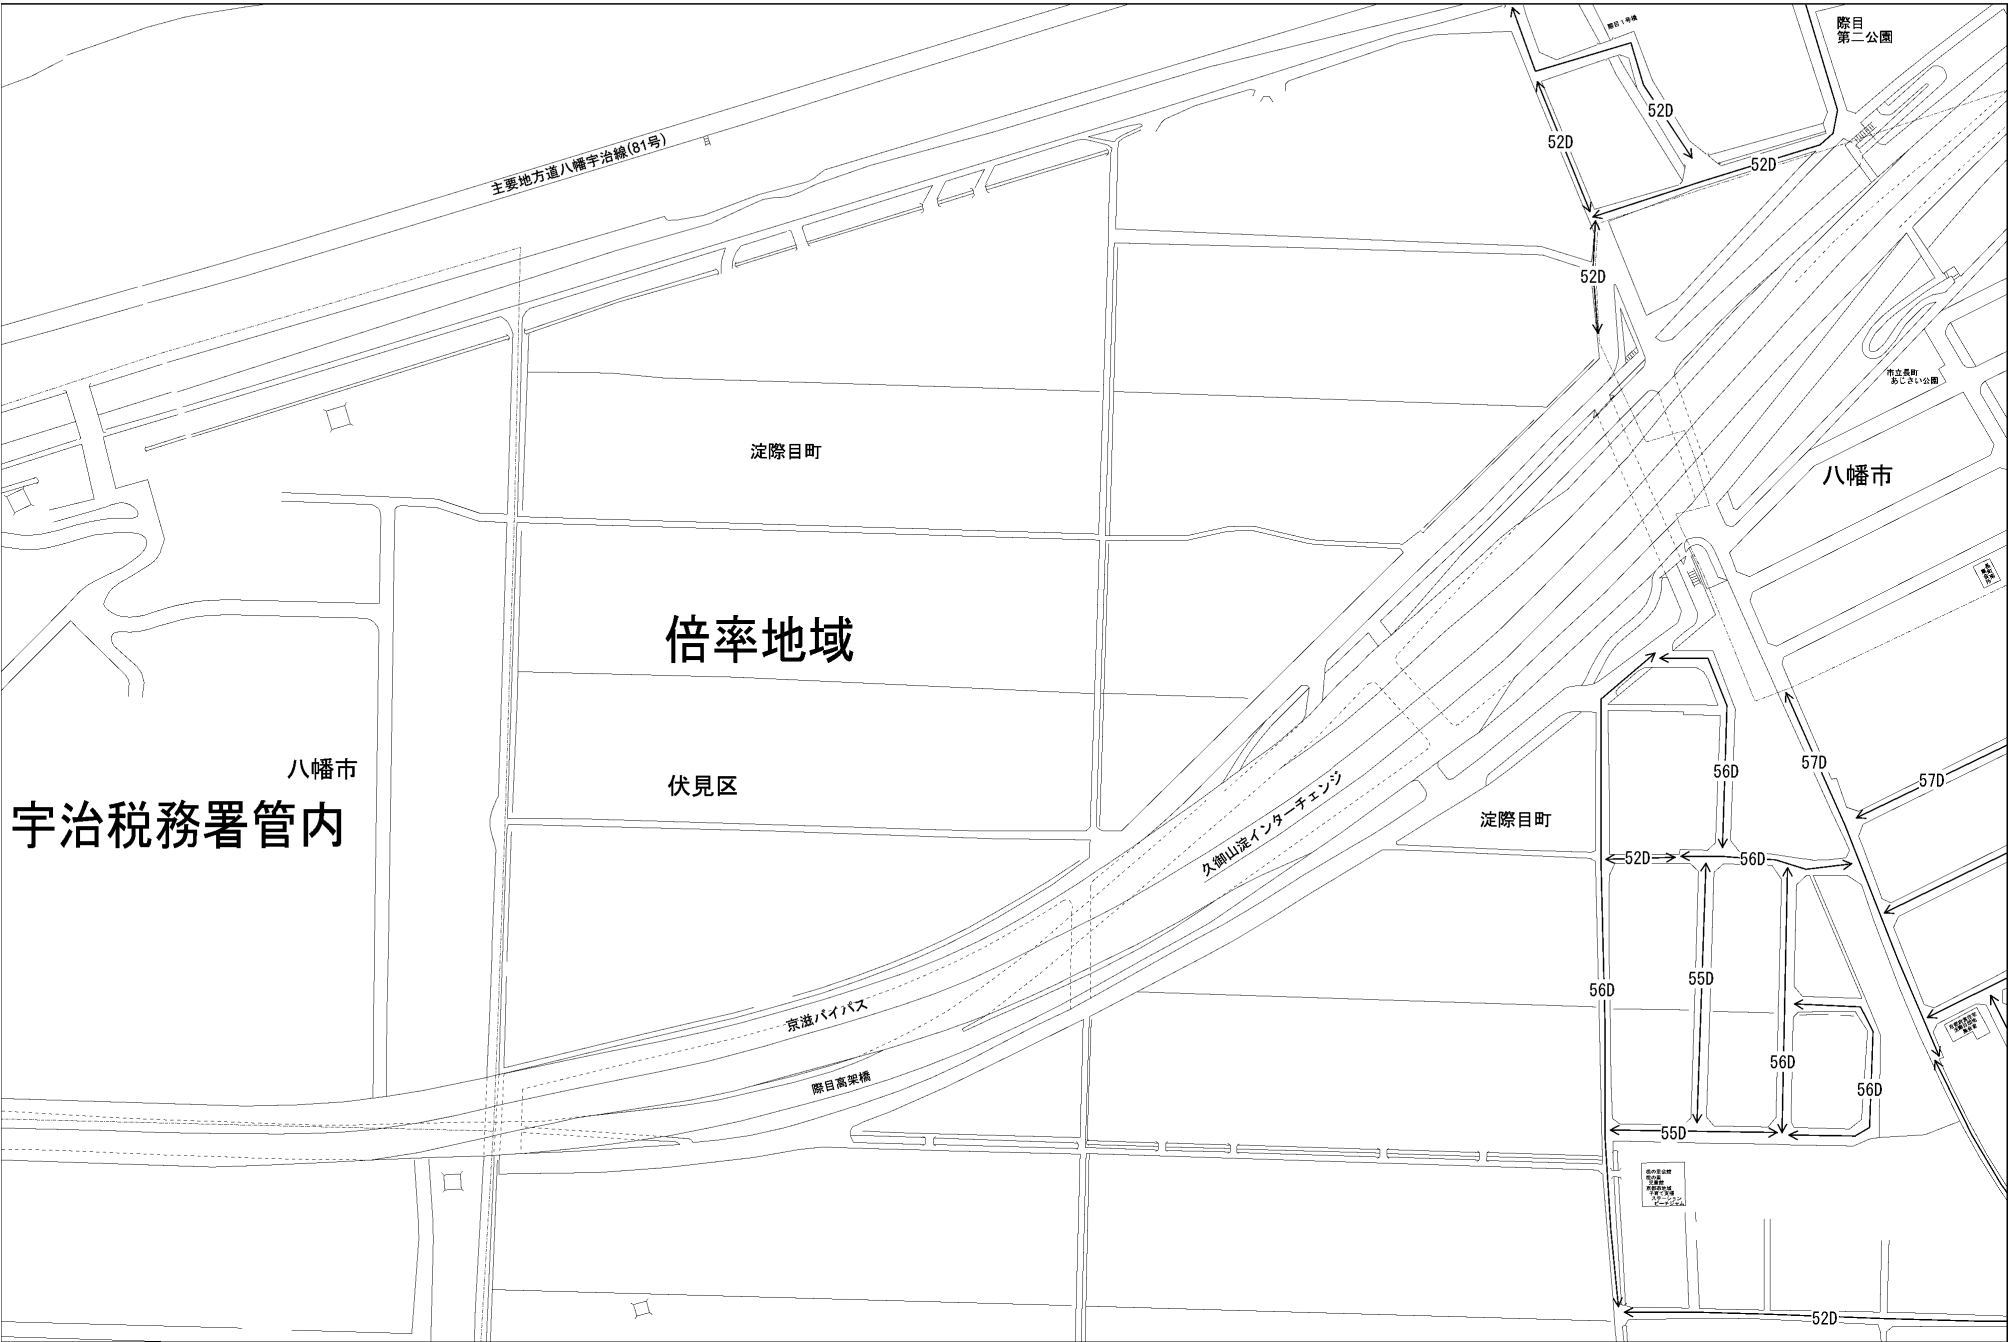 際目1号橋
際目
第二公園
52D
52D
52D
主要地方道八幡宇治線(81号)
52D
市立長町
あじさい公園
淀際目町
八幡市
倍率地域
八幡市
伏見区
宇治税務署管内
久御山淀インターチェンジ
淀際目町
56D
57D
57D
52D
56D
55D
56D
京滋バイパス
際目高架橋
56D
56D
55D
52D